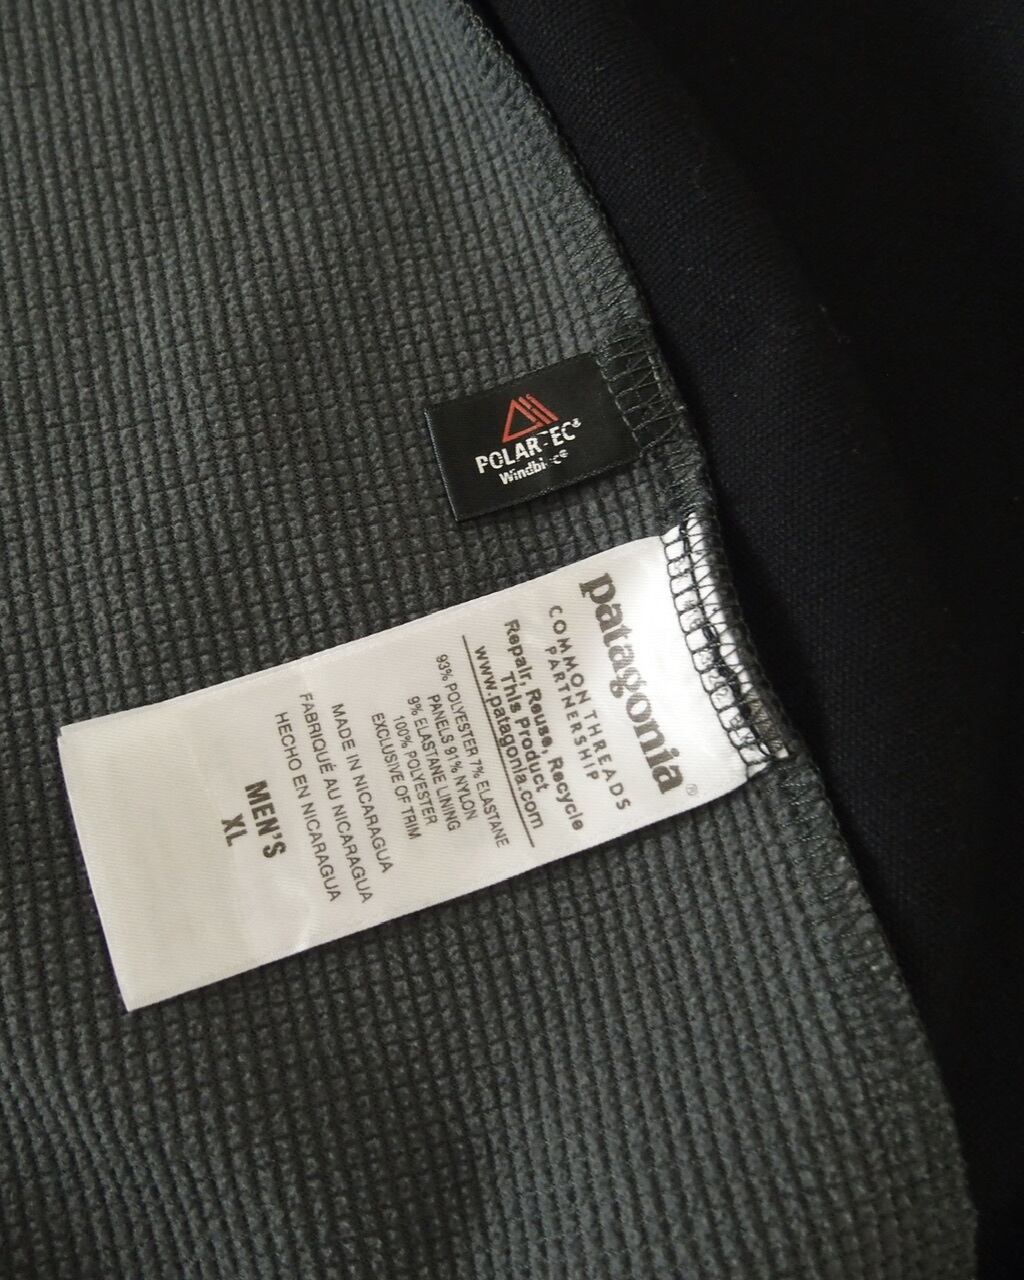 POLARTEC®
patagonia®
COMMON THREADS
PARTNERSHIP
Repair, Reuse, Recycle
This Product
www.patagonia.com
93% POLYESTER 7% ELASTANE
PANELS 91% NYLON
9% ELASTANE LINING
100% POLYESTER
EXCLUSIVE OF TRIM
MADE IN NICARAGUA
FABRIQUÉ AU NICARAGUA
HECHO EN NICARAGUA
MEN'S
XL